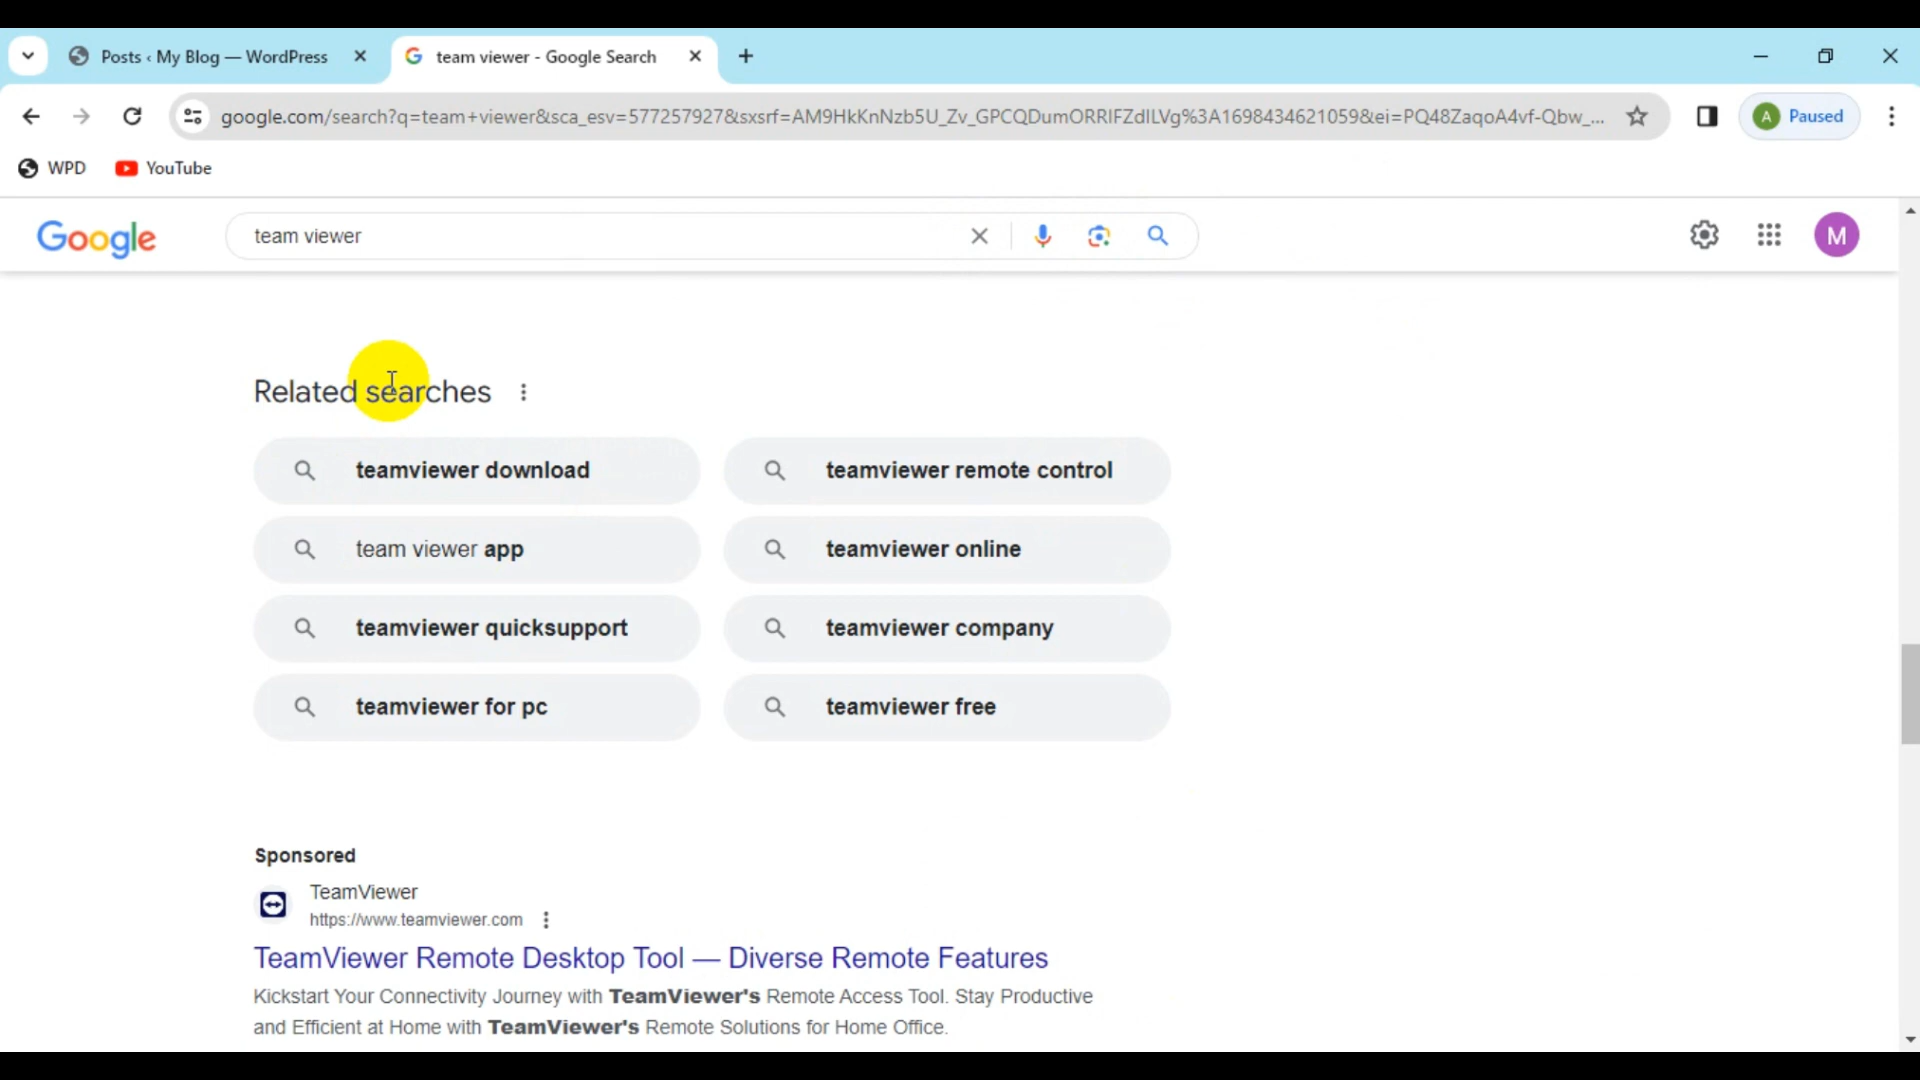 Posts ‹ My Blog — WordPress
team viewer - Google Search
google.com/search?q=team+viewer&sca_esv=577257927&sxsrf=AM9HkKnNzb5U_Zv_GPCQDumORRIFZdILVg%3A1698434621059&ei=PQ48ZaqoA4vf-Qbw_...
A Paused
WPD YouTube
Google
team viewer
M
Related searches
teamviewer download
teamviewer remote control
team viewer app
teamviewer online
teamviewer quicksupport
teamviewer company
teamviewer for pc
teamviewer free
Sponsored
TeamViewer
https://www.teamviewer.com
TeamViewer Remote Desktop Tool — Diverse Remote Features
Kickstart Your Connectivity Journey with TeamViewer's Remote Access Tool. Stay Productive
and Efficient at Home with TeamViewer's Remote Solutions for Home Office.